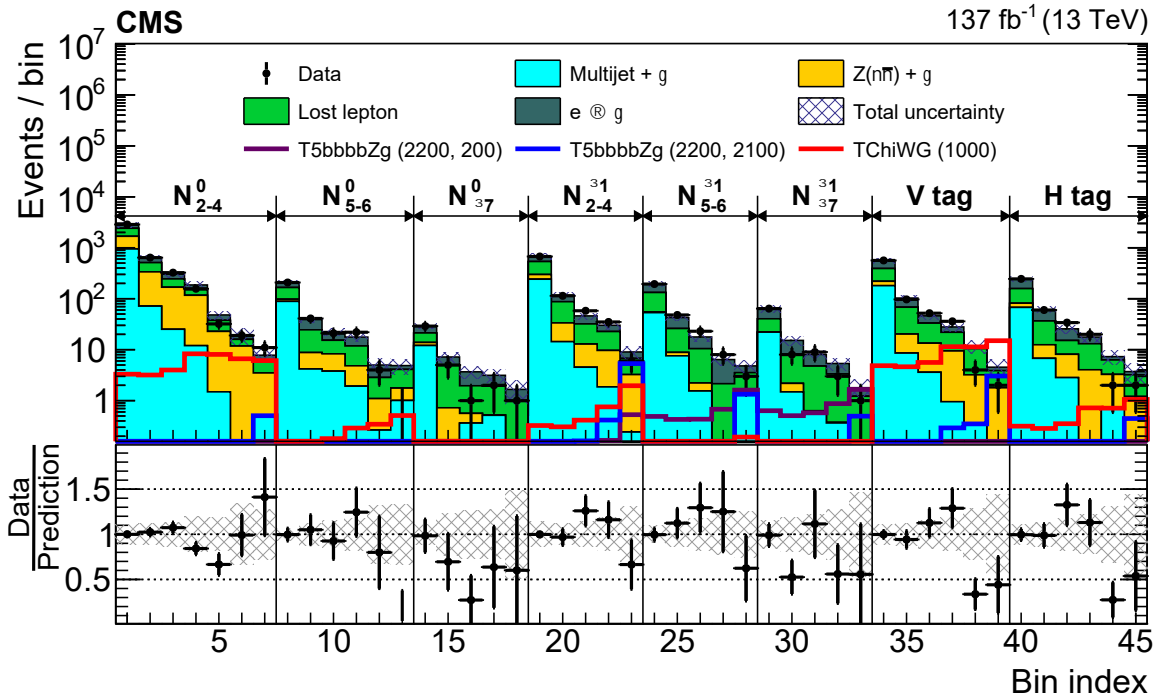 CMS 137 fb⁻¹ (13 TeV)
Events / bin
10⁷
10⁶
10⁵
10⁴
10³
10²
10
1
Data Multijet + g Z(nn̅) + g
Lost lepton e ® g Total uncertainty
T5bbbbZg (2200, 200) T5bbbbZg (2200, 2100) TChiWG (1000)
N⁰₂₋₄ N⁰₅₋₆ N⁰₃₇ N³¹₂₋₄ N³¹₅₋₆ N³¹₃₇ V tag H tag
Data
Prediction
1.5
1.0
0.5
5 10 15 20 25 30 35 40 45
Bin index